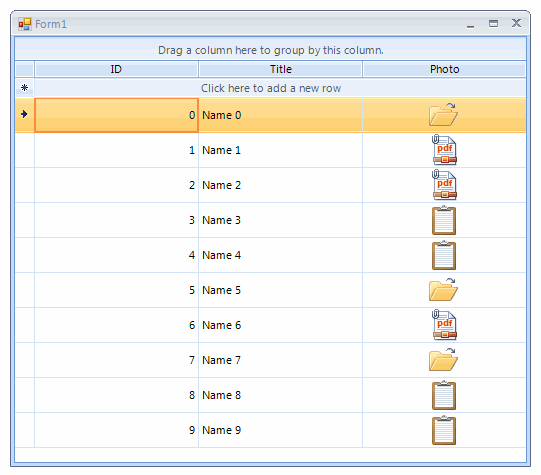 Form1
Drag a column here to group by this column.
ID Title Photo
Click here to add a new row
0 Name 0
1 Name 1 pdf
2 Name 2 pdf
3 Name 3
4 Name 4
5 Name 5
6 Name 6 pdf
7 Name 7
8 Name 8
9 Name 9